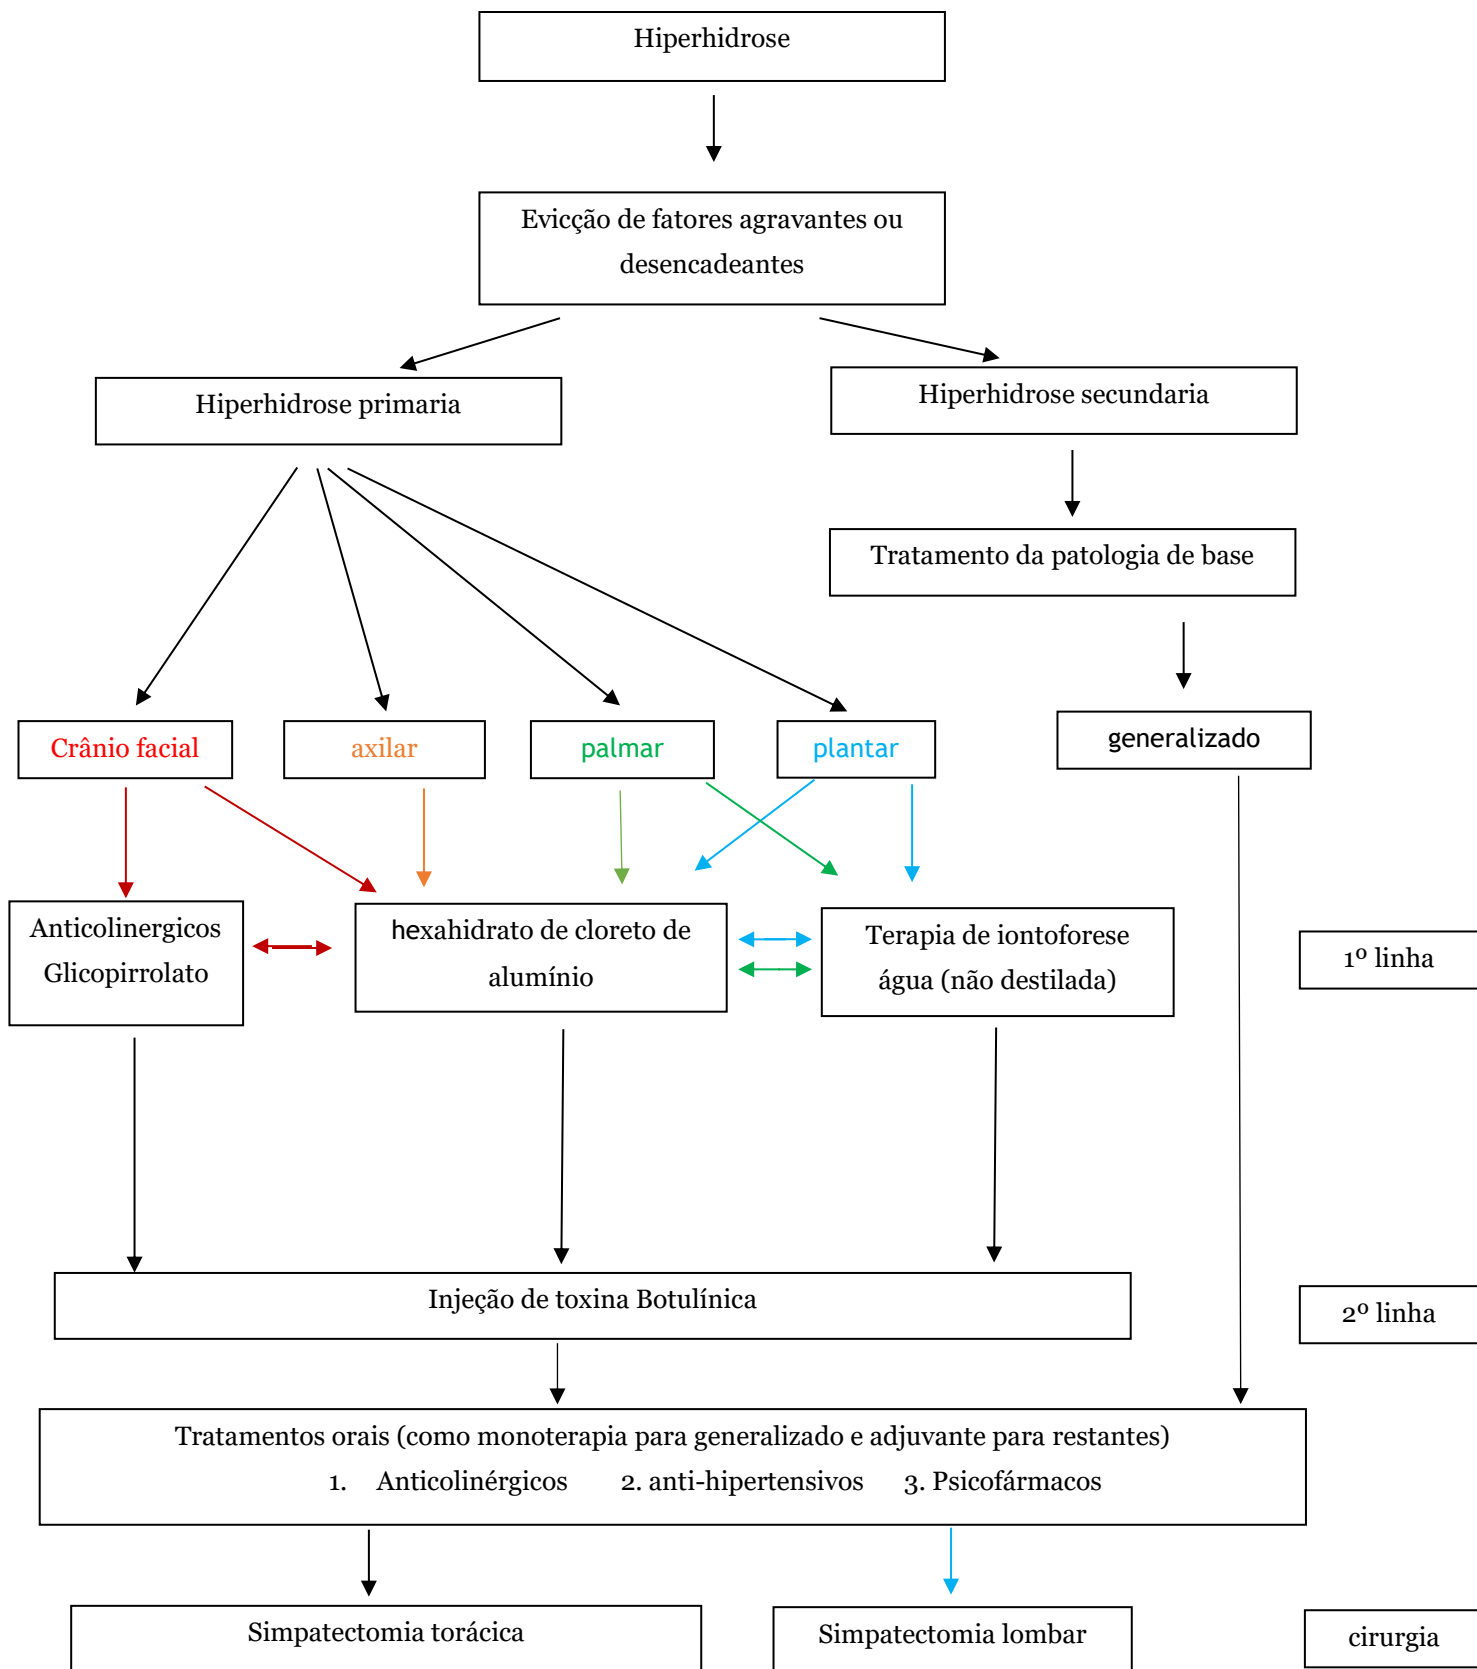 Hiperhidrose
Evicção de fatores agravantes ou
desencadeantes
Hiperhidrose primaria
Hiperhidrose secundaria
Tratamento da patologia de base
Crânio facial
axilar
palmar
plantar
generalizado
Anticolinergicos
Glicopirrolato
hexahidrato de cloreto de
alumínio
Terapia de iontoforese
água (não destilada)
1º linha
Injeção de toxina Botulínica
2º linha
Tratamentos orais (como monoterapia para generalizado e adjuvante para restantes)
1. Anticolinérgicos 2. anti-hipertensivos 3. Psicofármacos
Simpatectomia torácica
Simpatectomia lombar
cirurgia